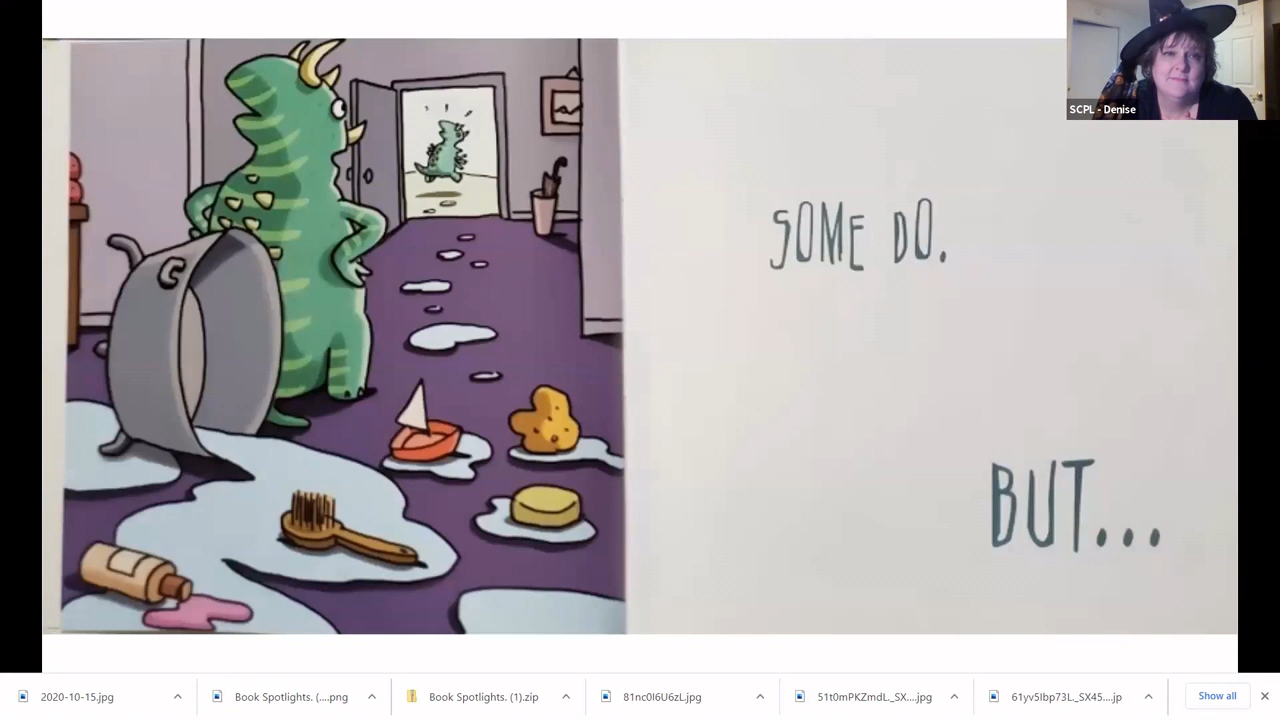 SCPL - Denise
SOME DO.
BUT...
2020-10-15.jpg
Book Spotlights. (....png
Book Spotlights. (1).zip
81nc0I6U6zL.jpg
51t0mPKZmdL._SX....jpg
61yv5Ibp73L._SX45....jp
Show all